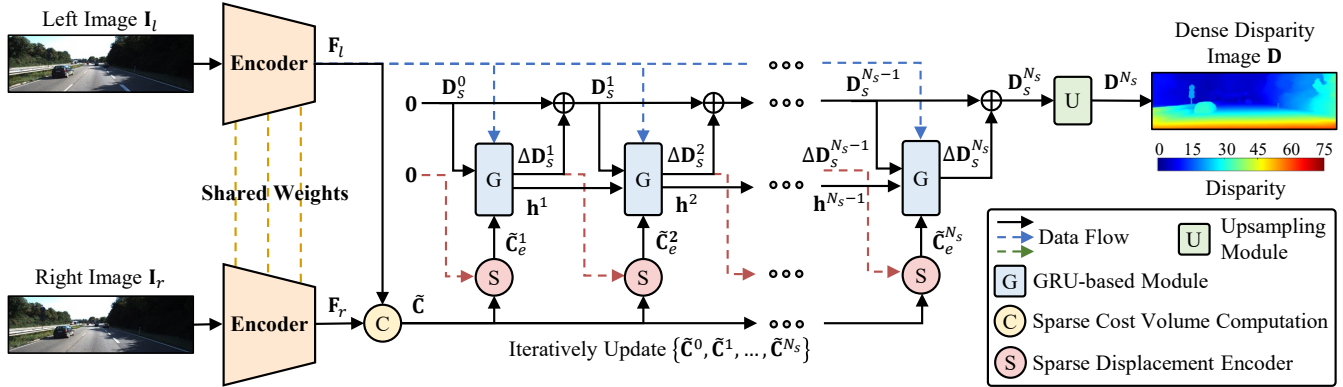 Left Image I_l
Encoder
F_l
Shared Weights
Right Image I_r
Encoder
F_r
C
C̃
0
D_s^0
0
G
ΔD_s^1
h^1
C̃_e^1
S
D_s^1
G
ΔD_s^2
h^2
C̃_e^2
S
Iteratively Update {C̃^0, C̃^1, ..., C̃^{N_s}}
D_s^{N_s-1}
ΔD_s^{N_s-1}
h^{N_s-1}
G
ΔD_s^{N_s}
C̃_e^{N_s}
S
D_s^{N_s}
U
D^{N_s}
Dense Disparity
Image D
0 15 30 45 60 75
Disparity
Data Flow
U Upsampling
Module
G GRU-based Module
C Sparse Cost Volume Computation
S Sparse Displacement Encoder